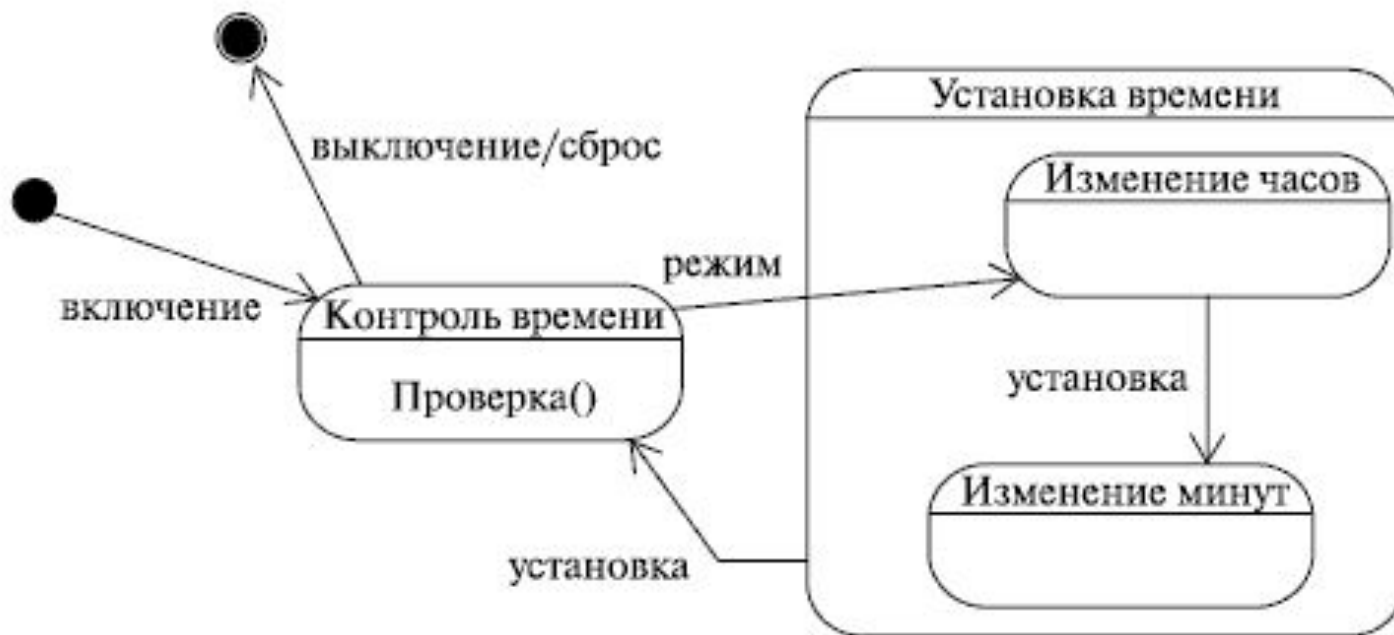 Установка времени
выключение/сброс
Изменение часов
режим
включение
Контроль времени
Проверка()
установка
Изменение минут
установка